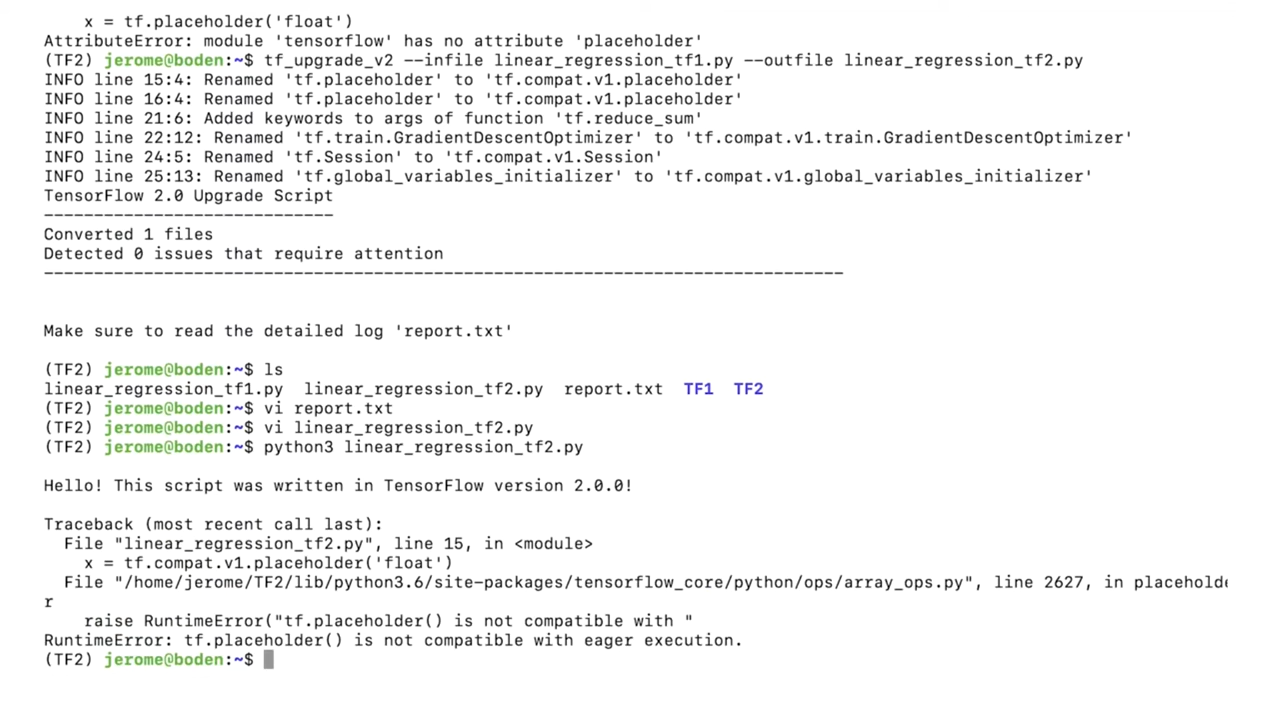 x = tf.placeholder('float')
AttributeError: module 'tensorflow' has no attribute 'placeholder'
(TF2) jerome@boden:~$ tf_upgrade_v2 --infile linear_regression_tf1.py --outfile linear_regression_tf2.py
INFO line 15:4: Renamed 'tf.placeholder' to 'tf.compat.v1.placeholder'
INFO line 16:4: Renamed 'tf.placeholder' to 'tf.compat.v1.placeholder'
INFO line 21:6: Added keywords to args of function 'tf.reduce_sum'
INFO line 22:12: Renamed 'tf.train.GradientDescentOptimizer' to 'tf.compat.v1.train.GradientDescentOptimizer'
INFO line 24:5: Renamed 'tf.Session' to 'tf.compat.v1.Session'
INFO line 25:13: Renamed 'tf.global_variables_initializer' to 'tf.compat.v1.global_variables_initializer'
TensorFlow 2.0 Upgrade Script
-----------------------------
Converted 1 files
Detected 0 issues that require attention
--------------------------------------------------------------------------------
Make sure to read the detailed log 'report.txt'
(TF2) jerome@boden:~$ ls
linear_regression_tf1.py  linear_regression_tf2.py  report.txt  TF1  TF2
(TF2) jerome@boden:~$ vi report.txt
(TF2) jerome@boden:~$ vi linear_regression_tf2.py
(TF2) jerome@boden:~$ python3 linear_regression_tf2.py
Hello! This script was written in TensorFlow version 2.0.0!
Traceback (most recent call last):
File "linear_regression_tf2.py", line 15, in <module>
x = tf.compat.v1.placeholder('float')
File "/home/jerome/TF2/lib/python3.6/site-packages/tensorflow_core/python/ops/array_ops.py", line 2627, in placeholde
r
raise RuntimeError("tf.placeholder() is not compatible with "
RuntimeError: tf.placeholder() is not compatible with eager execution.
(TF2) jerome@boden:~$